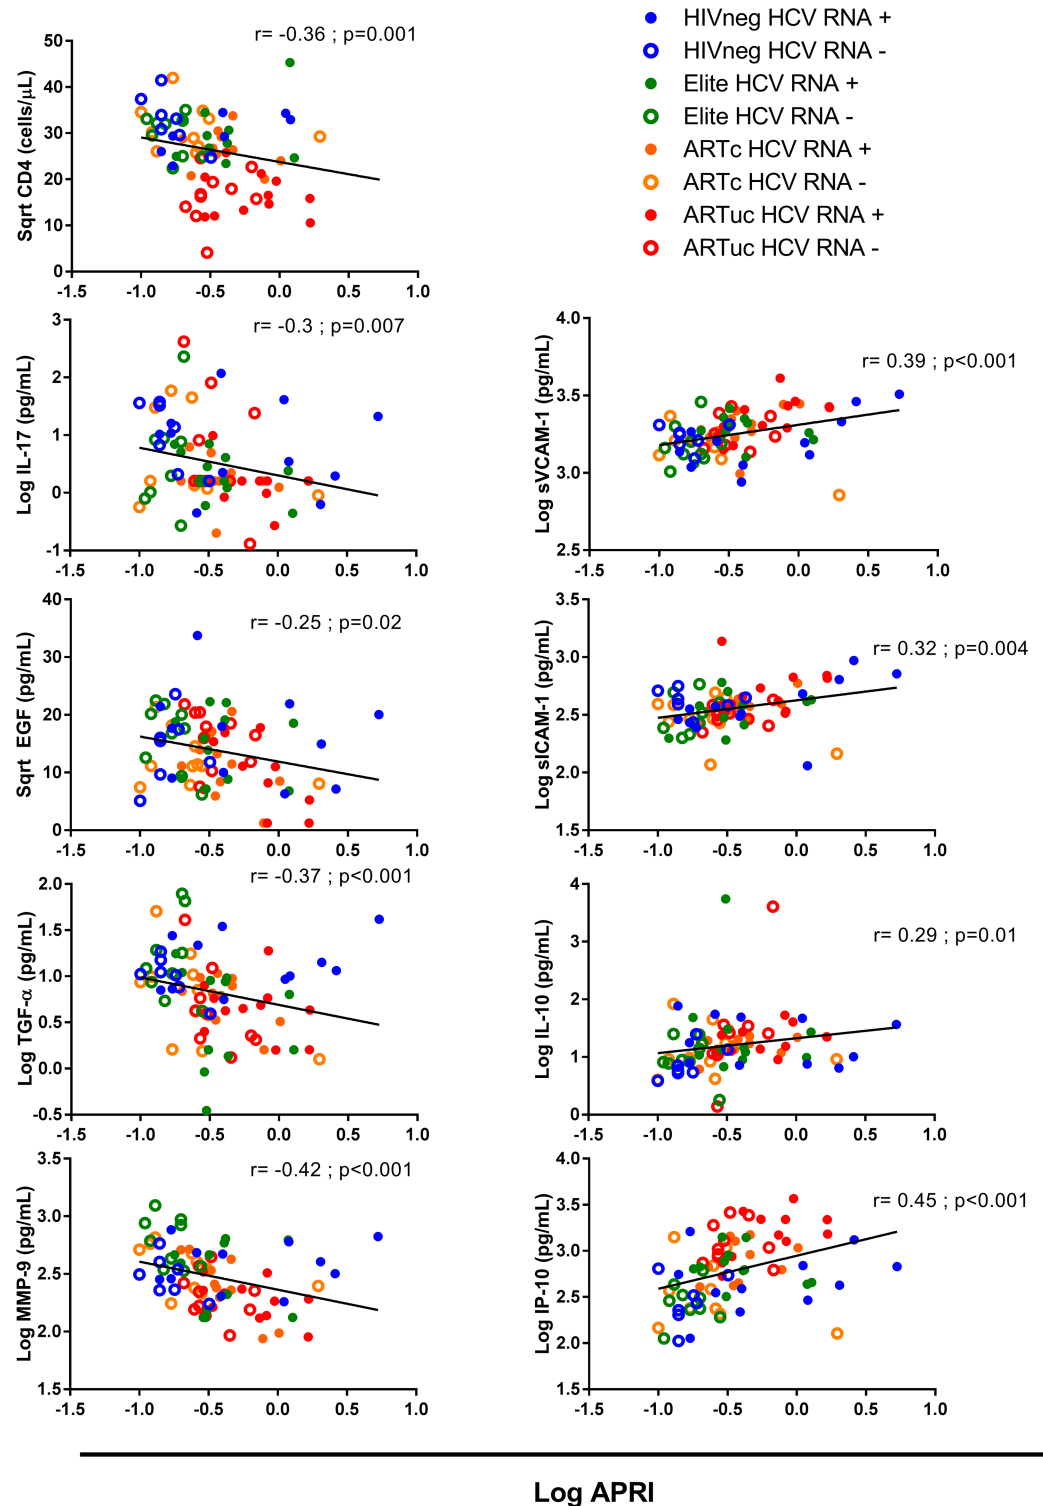 HIVneg HCV RNA +
HIVneg HCV RNA -
Elite HCV RNA +
Elite HCV RNA -
ARTc HCV RNA +
ARTc HCV RNA -
ARTuc HCV RNA +
ARTuc HCV RNA -
r= -0.36 ; p=0.001
Sqrt CD4 (cells/µL)
50
40
30
20
10
0
-1.5 -1.0 -0.5 0.0 0.5 1.0
r= -0.3 ; p=0.007
Log IL-17 (pg/mL)
3
2
1
0
-1
-1.5 -1.0 -0.5 0.0 0.5 1.0
r= 0.39 ; p<0.001
Log sVCAM-1 (pg/mL)
4.0
3.5
3.0
2.5
-1.5 -1.0 -0.5 0.0 0.5 1.0
r= -0.25 ; p=0.02
Sqrt EGF (pg/mL)
40
30
20
10
0
-1.5 -1.0 -0.5 0.0 0.5 1.0
r= 0.32 ; p=0.004
Log sICAM-1 (pg/mL)
3.5
3.0
2.5
2.0
1.5
-1.5 -1.0 -0.5 0.0 0.5 1.0
r= -0.37 ; p<0.001
Log TGF-α (pg/mL)
2.0
1.5
1.0
0.5
0.0
-0.5
-1.5 -1.0 -0.5 0.0 0.5 1.0
r= 0.29 ; p=0.01
Log IL-10 (pg/mL)
4
3
2
1
0
-1.5 -1.0 -0.5 0.0 0.5 1.0
r= -0.42 ; p<0.001
Log MMP-9 (pg/mL)
3.5
3.0
2.5
2.0
1.5
-1.5 -1.0 -0.5 0.0 0.5 1.0
r= 0.45 ; p<0.001
Log IP-10 (pg/mL)
4.0
3.5
3.0
2.5
2.0
1.5
-1.5 -1.0 -0.5 0.0 0.5 1.0
Log APRI